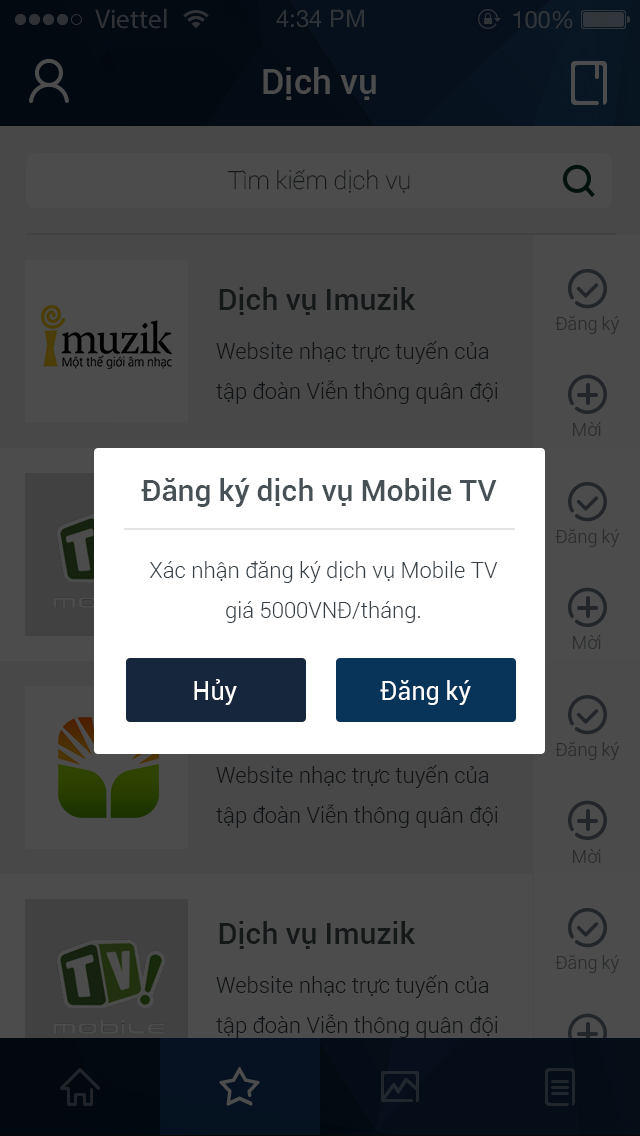 Viettel
4:34 PM
100%
Dịch vụ
Tìm kiếm dịch vụ
imuzik
Một thế giới âm nhạc
Dịch vụ Imuzik
Website nhạc trực tuyến của
tập đoàn Viễn thông quân đội
Đăng ký
Mời
Đăng ký dịch vụ Mobile TV
Xác nhận đăng ký dịch vụ Mobile TV
giá 5000VNĐ/tháng.
Hủy
Đăng ký
Đăng ký
Mời
Website nhạc trực tuyến của
tập đoàn Viễn thông quân đội
Đăng ký
Mời
TV!
mobile
Dịch vụ Imuzik
Website nhạc trực tuyến của
tập đoàn Viễn thông quân đội
Đăng ký